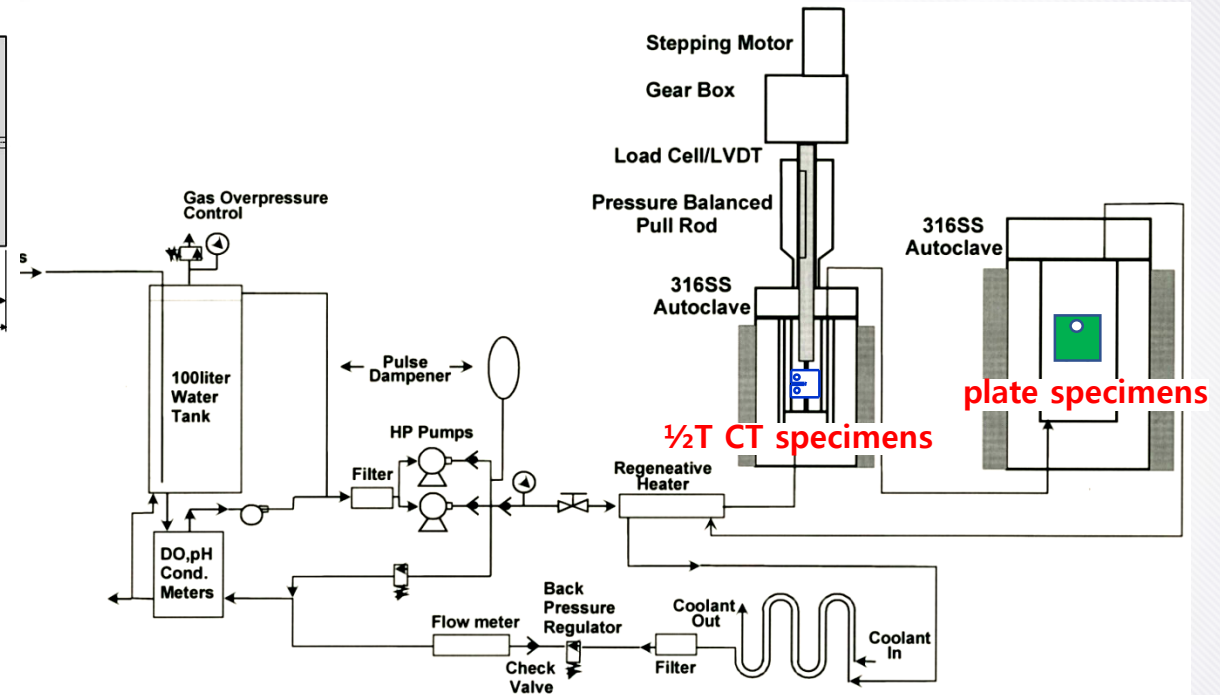 Stepping Motor
Gear Box
Load Cell/LVDT
Pressure Balanced
Pull Rod
316SS
Autoclave
316SS
Autoclave
Gas Overpressure
Control
s
100liter
Water
Tank
Pulse
Dampener
HP Pumps
Filter
½T CT specimens
plate specimens
Regeneative
Heater
DO,pH
Cond.
Meters
Flow meter
Check
Valve
Back
Pressure
Regulator
Filter
Coolant
Out
Coolant
In